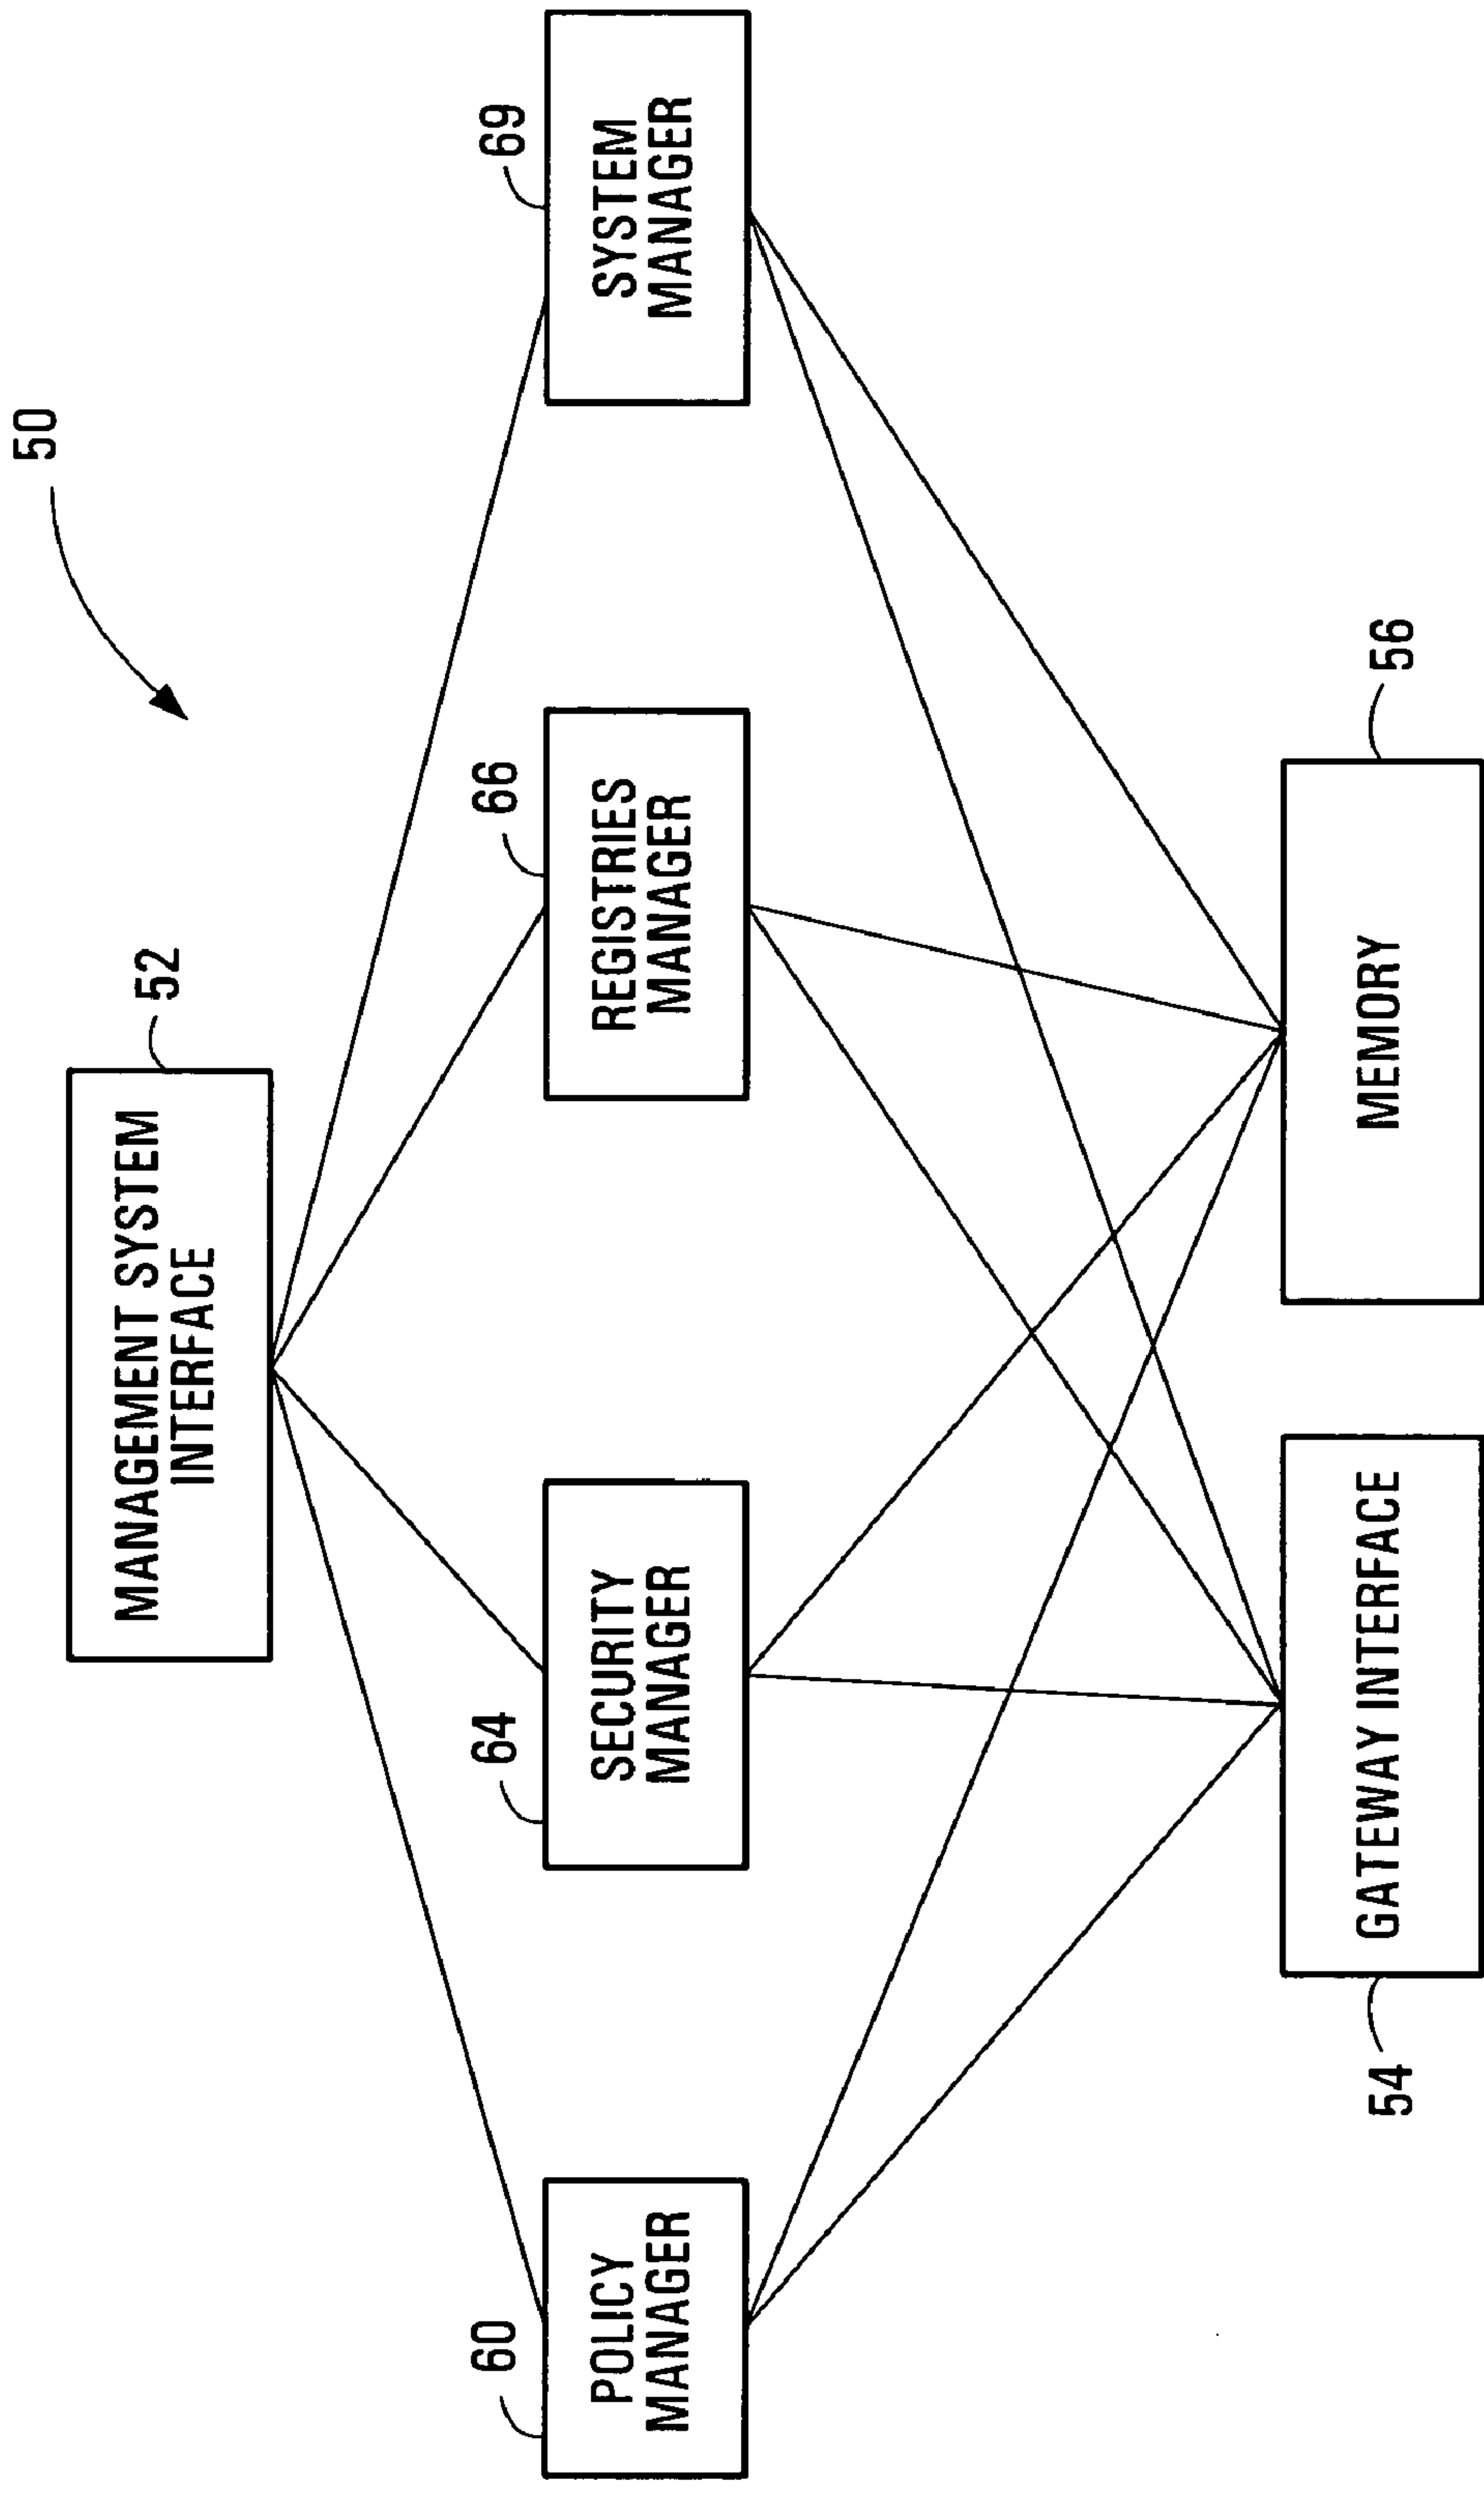 50
52
MANAGEMENT SYSTEM
INTERFACE
60
POLICY
MANAGER
64
SECURITY
MANAGER
66
REGISTRIES
MANAGER
69
SYSTEM
MANAGER
54
GATEWAY INTERFACE
MEMORY
56